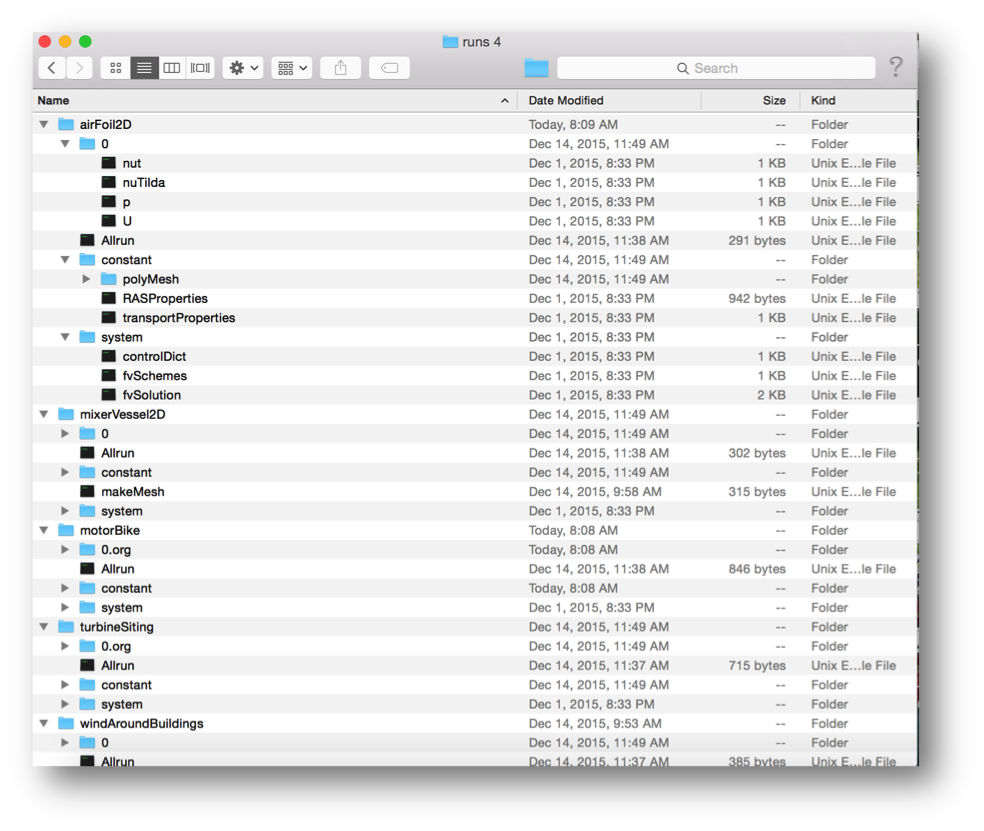 runs 4
Search
?
Name Date Modified Size Kind
airFoil2D Today, 8:09 AM -- Folder
0 Dec 14, 2015, 11:49 AM -- Folder
nut Dec 1, 2015, 8:33 PM 1 KB Unix E...le File
nuTilda Dec 1, 2015, 8:33 PM 1 KB Unix E...le File
p Dec 1, 2015, 8:33 PM 1 KB Unix E...le File
U Dec 1, 2015, 8:33 PM 1 KB Unix E...le File
Allrun Dec 14, 2015, 11:38 AM 291 bytes Unix E...le File
constant Dec 14, 2015, 11:49 AM -- Folder
polyMesh Dec 14, 2015, 11:49 AM -- Folder
RASProperties Dec 1, 2015, 8:33 PM 942 bytes Unix E...le File
transportProperties Dec 1, 2015, 8:33 PM 1 KB Unix E...le File
system Dec 1, 2015, 8:33 PM -- Folder
controlDict Dec 1, 2015, 8:33 PM 1 KB Unix E...le File
fvSchemes Dec 1, 2015, 8:33 PM 1 KB Unix E...le File
fvSolution Dec 1, 2015, 8:33 PM 2 KB Unix E...le File
mixerVessel2D Dec 14, 2015, 11:49 AM -- Folder
0 Dec 14, 2015, 11:49 AM -- Folder
Allrun Dec 14, 2015, 11:38 AM 302 bytes Unix E...le File
constant Dec 14, 2015, 11:49 AM -- Folder
makeMesh Dec 14, 2015, 9:58 AM 315 bytes Unix E...le File
system Dec 1, 2015, 8:33 PM -- Folder
motorBike Today, 8:08 AM -- Folder
0.org Today, 8:08 AM -- Folder
Allrun Dec 14, 2015, 11:38 AM 846 bytes Unix E...le File
constant Today, 8:08 AM -- Folder
system Dec 1, 2015, 8:33 PM -- Folder
turbineSiting Dec 14, 2015, 11:49 AM -- Folder
0.org Dec 14, 2015, 11:49 AM -- Folder
Allrun Dec 14, 2015, 11:37 AM 715 bytes Unix E...le File
constant Dec 14, 2015, 11:49 AM -- Folder
system Dec 1, 2015, 8:33 PM -- Folder
windAroundBuildings Dec 14, 2015, 9:53 AM -- Folder
0 Dec 14, 2015, 11:49 AM -- Folder
Allrun Dec 14, 2015, 11:37 AM 385 bytes Unix E...le File